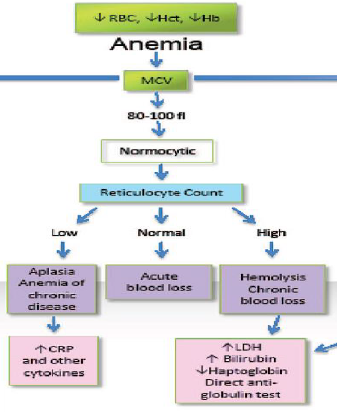 ↓ RBC, ↓Hct, ↓Hb
Anemia
MCV
80-100 fl
Normocytic
Reticulocyte Count
Low
Normal
High
Aplasia
Anemia of
chronic
disease
Acute
blood loss
Hemolysis
Chronic
blood loss
↑CRP
and other
cytokines
↑LDH
↑ Bilirubin
↓Haptoglobin
Direct anti-
globulin test